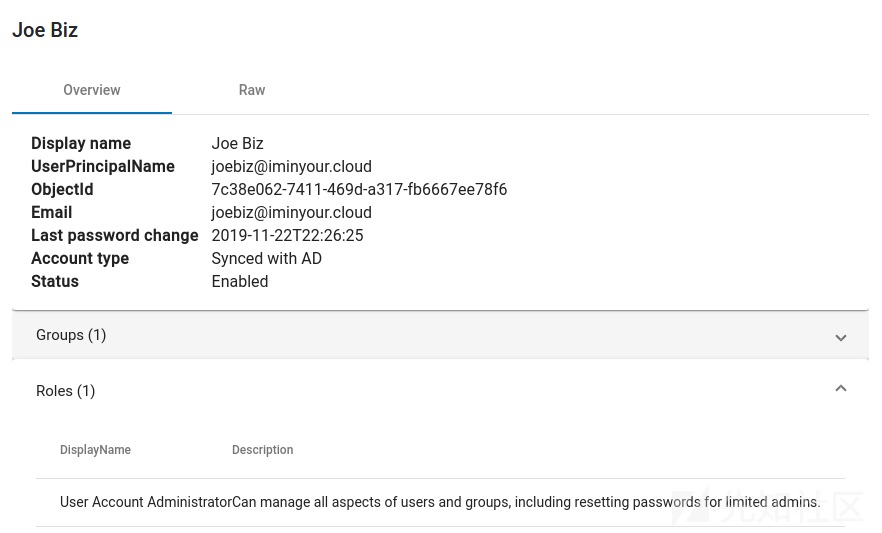 Joe Biz
Overview Raw
Display name Joe Biz
UserPrincipalName joebiz@iminyour.cloud
ObjectId 7c38e062-7411-469d-a317-fb6667ee78f6
Email joebiz@iminyour.cloud
Last password change 2019-11-22T22:26:25
Account type Synced with AD
Status Enabled
Groups (1)
Roles (1)
DisplayName Description
User Account AdministratorCan manage all aspects of users and groups, including resetting passwords for limited admins.
先知社区